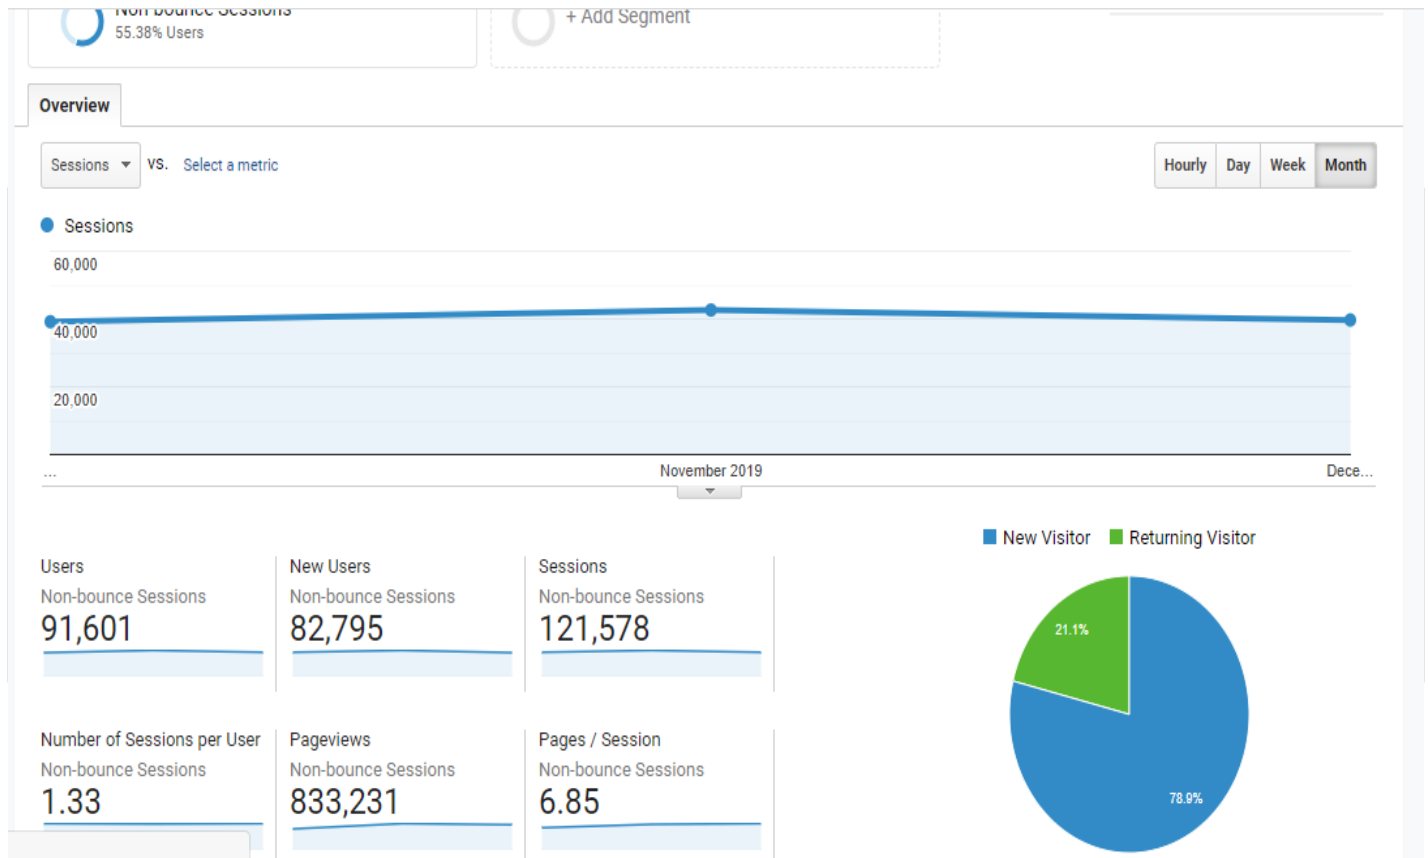 Non-bounce Sessions
55.38% Users
+ Add Segment
Overview
Sessions vs. Select a metric
Hourly Day Week Month
Sessions
60,000
40,000
20,000
... November 2019 Dece...
New Visitor Returning Visitor
Users New Users Sessions
Non-bounce Sessions Non-bounce Sessions Non-bounce Sessions
91,601 82,795 121,578
21.1%
Number of Sessions per User Pageviews Pages / Session
Non-bounce Sessions Non-bounce Sessions Non-bounce Sessions
1.33 833,231 6.85
78.9%